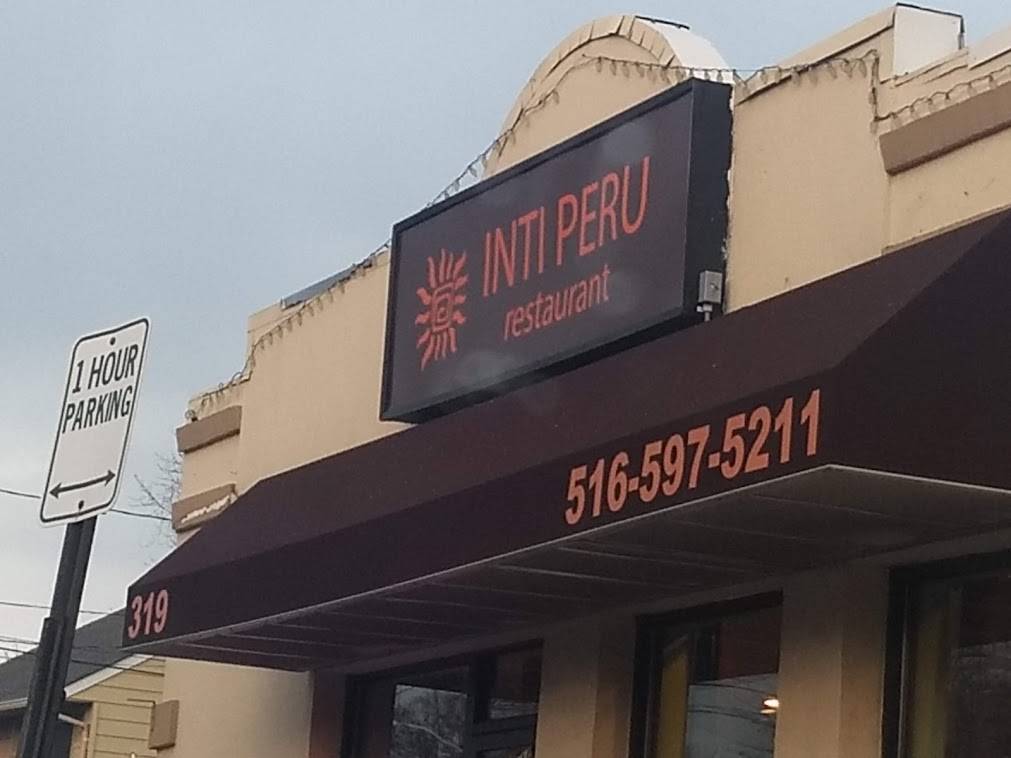 INTI PERU
restaurant
1 HOUR
PARKING
516-597-5211
319